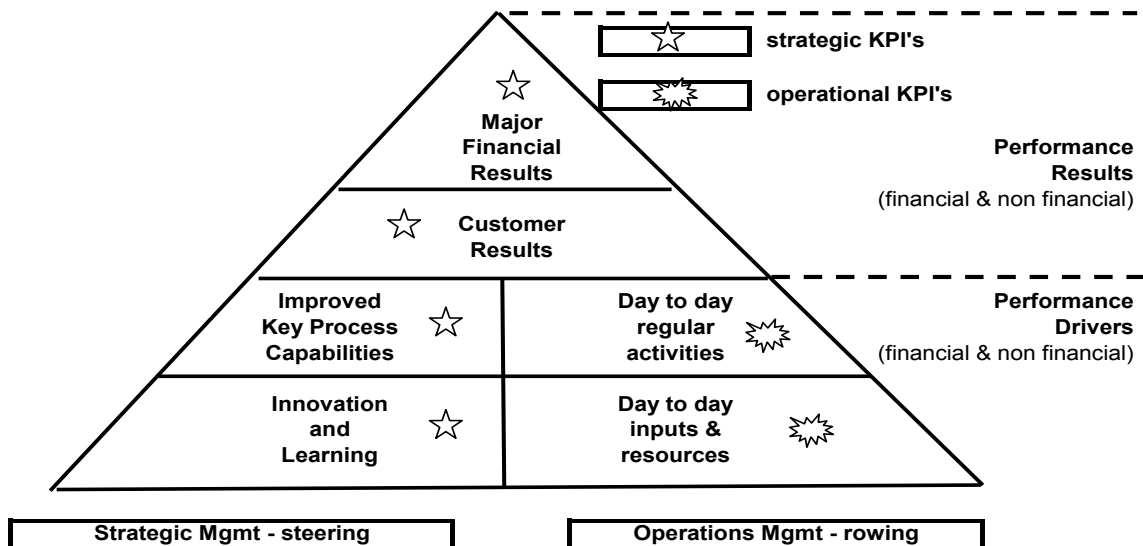 strategic KPI's
operational KPI's
Major
Financial
Results
Performance
Results
(financial & non financial)
Customer
Results
Improved
Key Process
Capabilities
Day to day
regular
activities
Performance
Drivers
(financial & non financial)
Innovation
and
Learning
Day to day
inputs &
resources
Strategic Mgmt - steering
Operations Mgmt - rowing